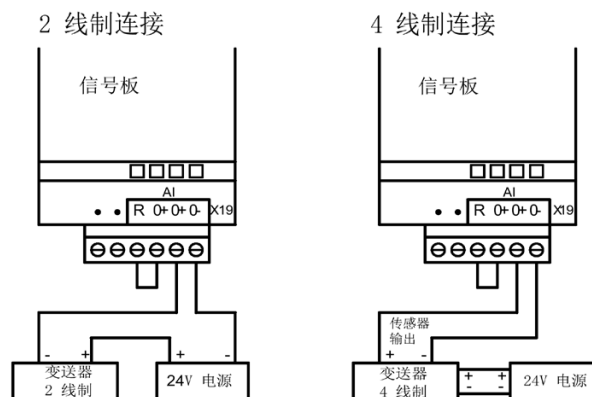 2 线制连接
信号板
AI
R 0+ 0+ 0- X19
- + + -
变送器
2 线制
24V 电源
4 线制连接
信号板
AI
R 0+ 0+ 0- X19
传感器
输出
+ -
变送器
4 线制
+ +
- -
24V 电源